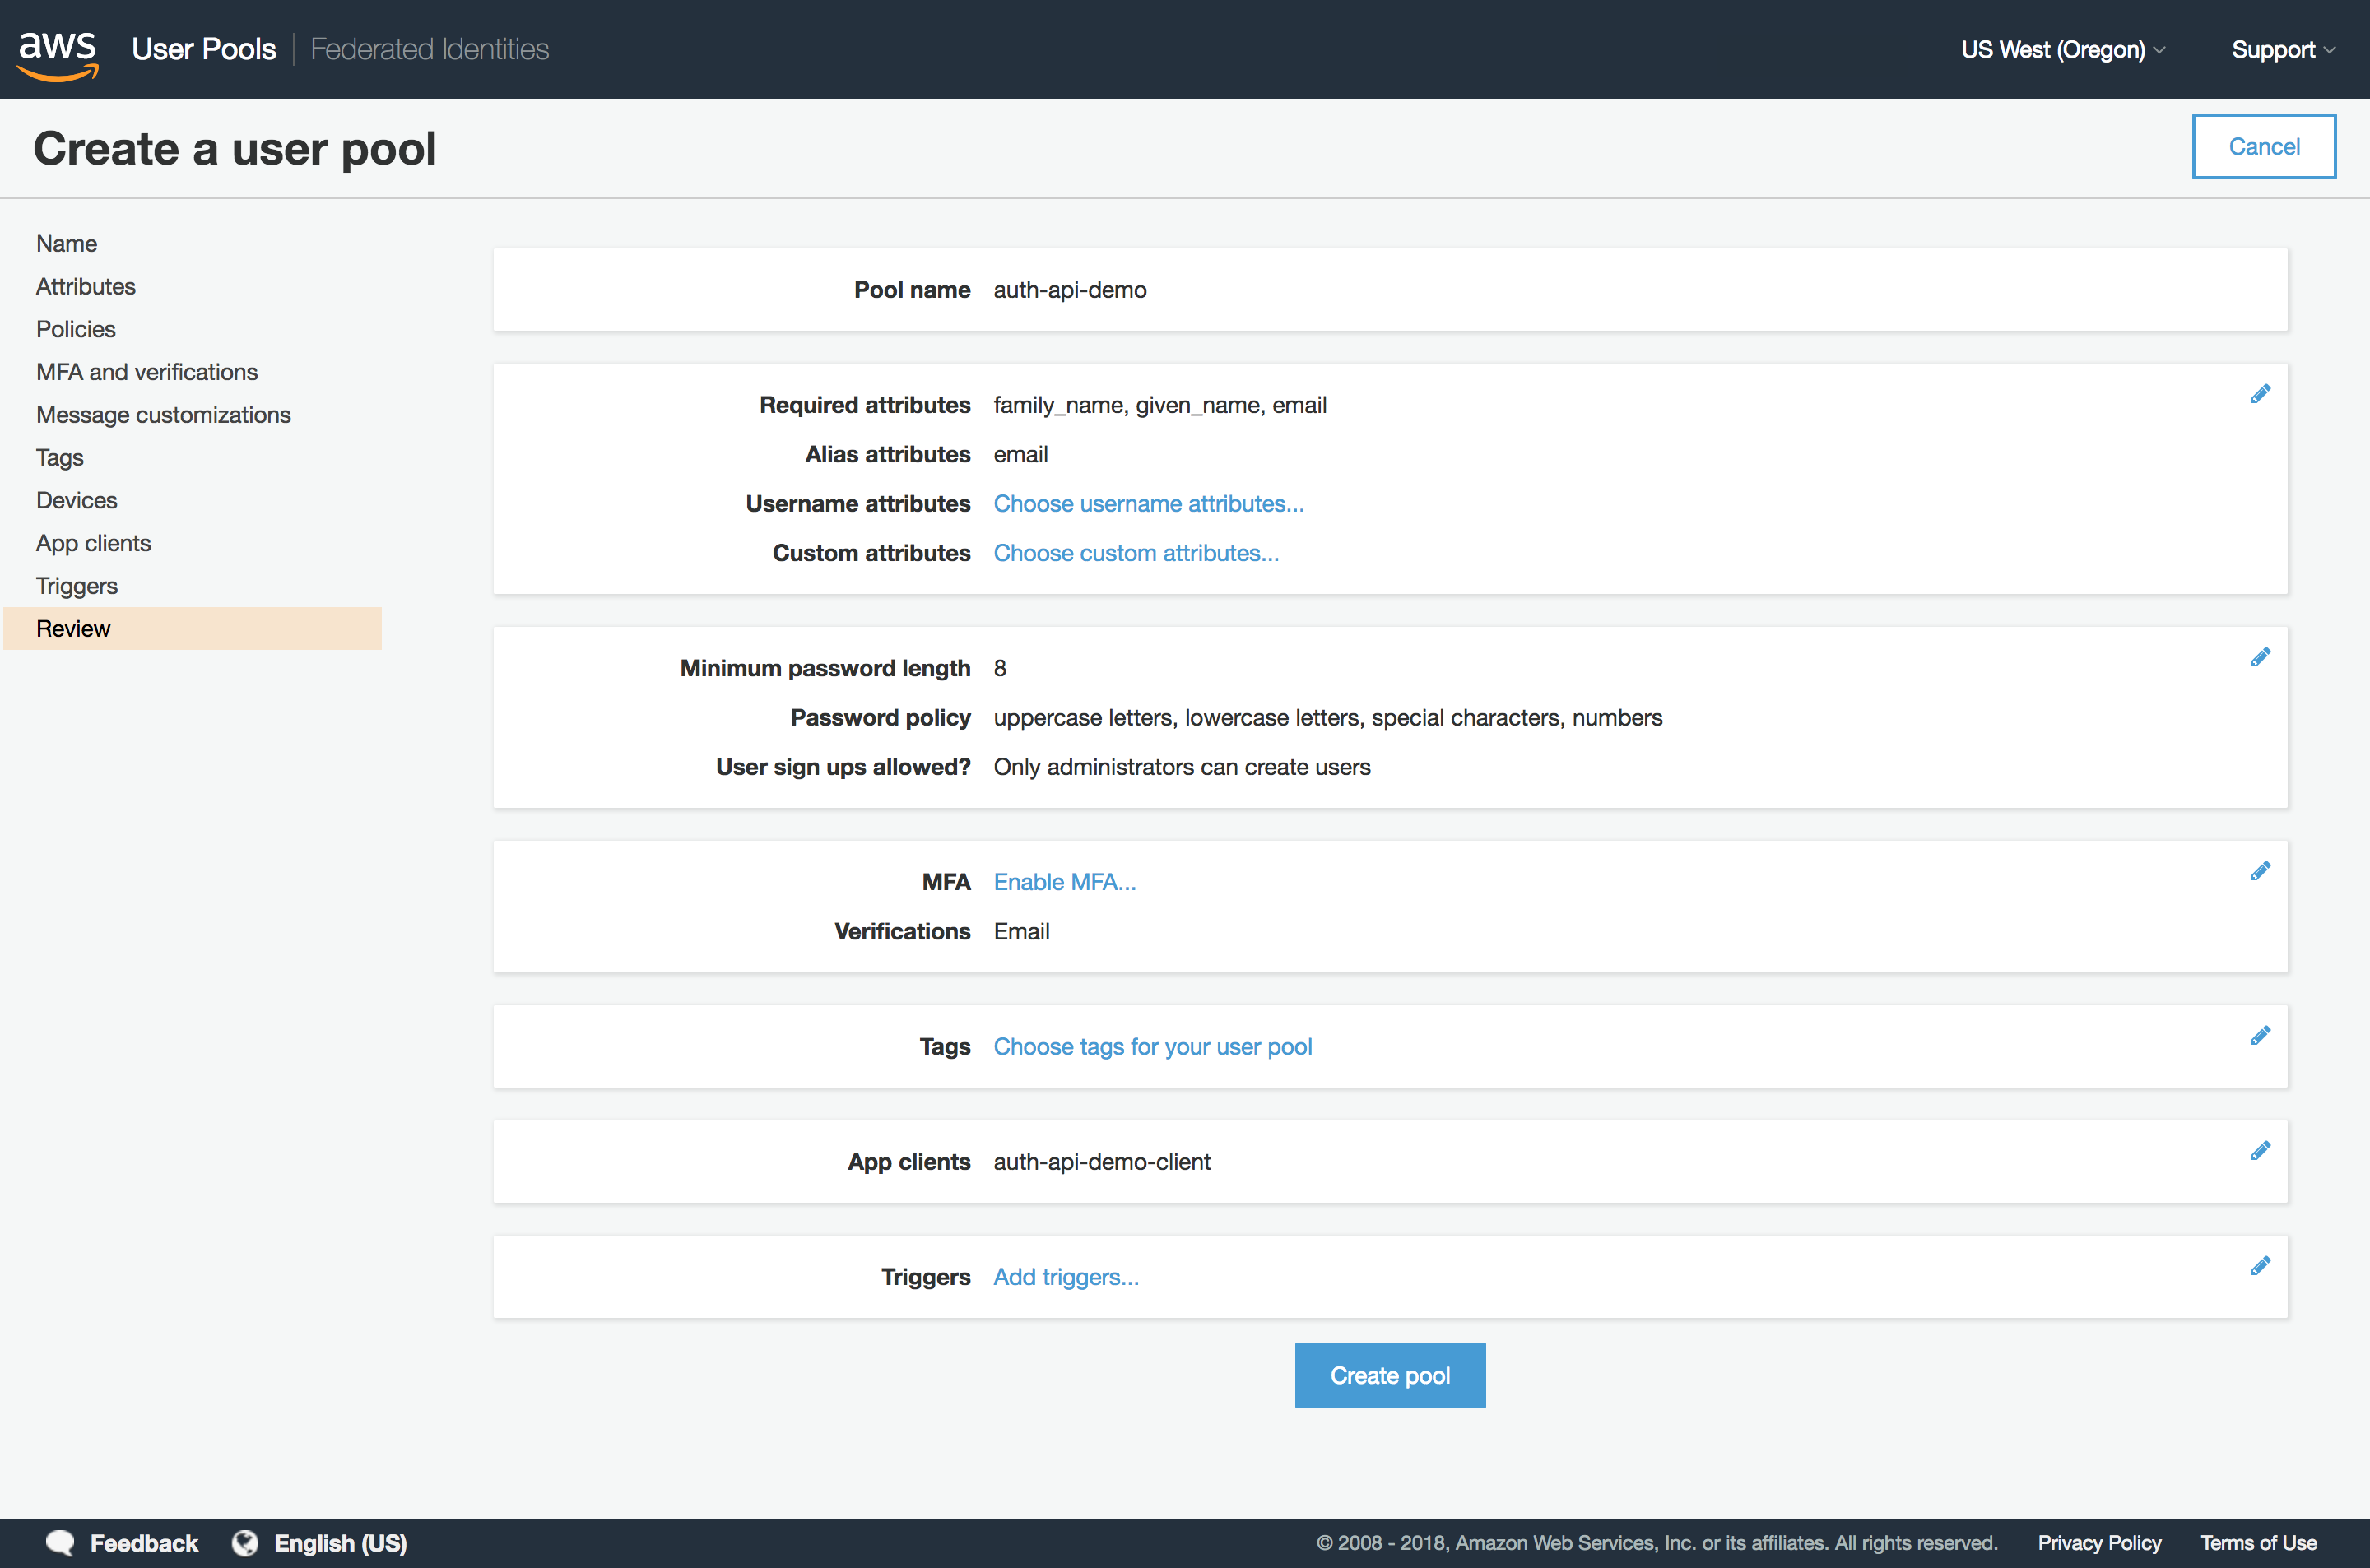 aws User Pools Federated Identities US West (Oregon) Support
Create a user pool Cancel
Name
Attributes
Policies
MFA and verifications
Message customizations
Tags
Devices
App clients
Triggers
Review
Pool name auth-api-demo
Required attributes family_name, given_name, email
Alias attributes email
Username attributes Choose username attributes...
Custom attributes Choose custom attributes...
Minimum password length 8
Password policy uppercase letters, lowercase letters, special characters, numbers
User sign ups allowed? Only administrators can create users
MFA Enable MFA...
Verifications Email
Tags Choose tags for your user pool
App clients auth-api-demo-client
Triggers Add triggers...
Create pool
Feedback English (US) © 2008 - 2018, Amazon Web Services, Inc. or its affiliates. All rights reserved. Privacy Policy Terms of Use